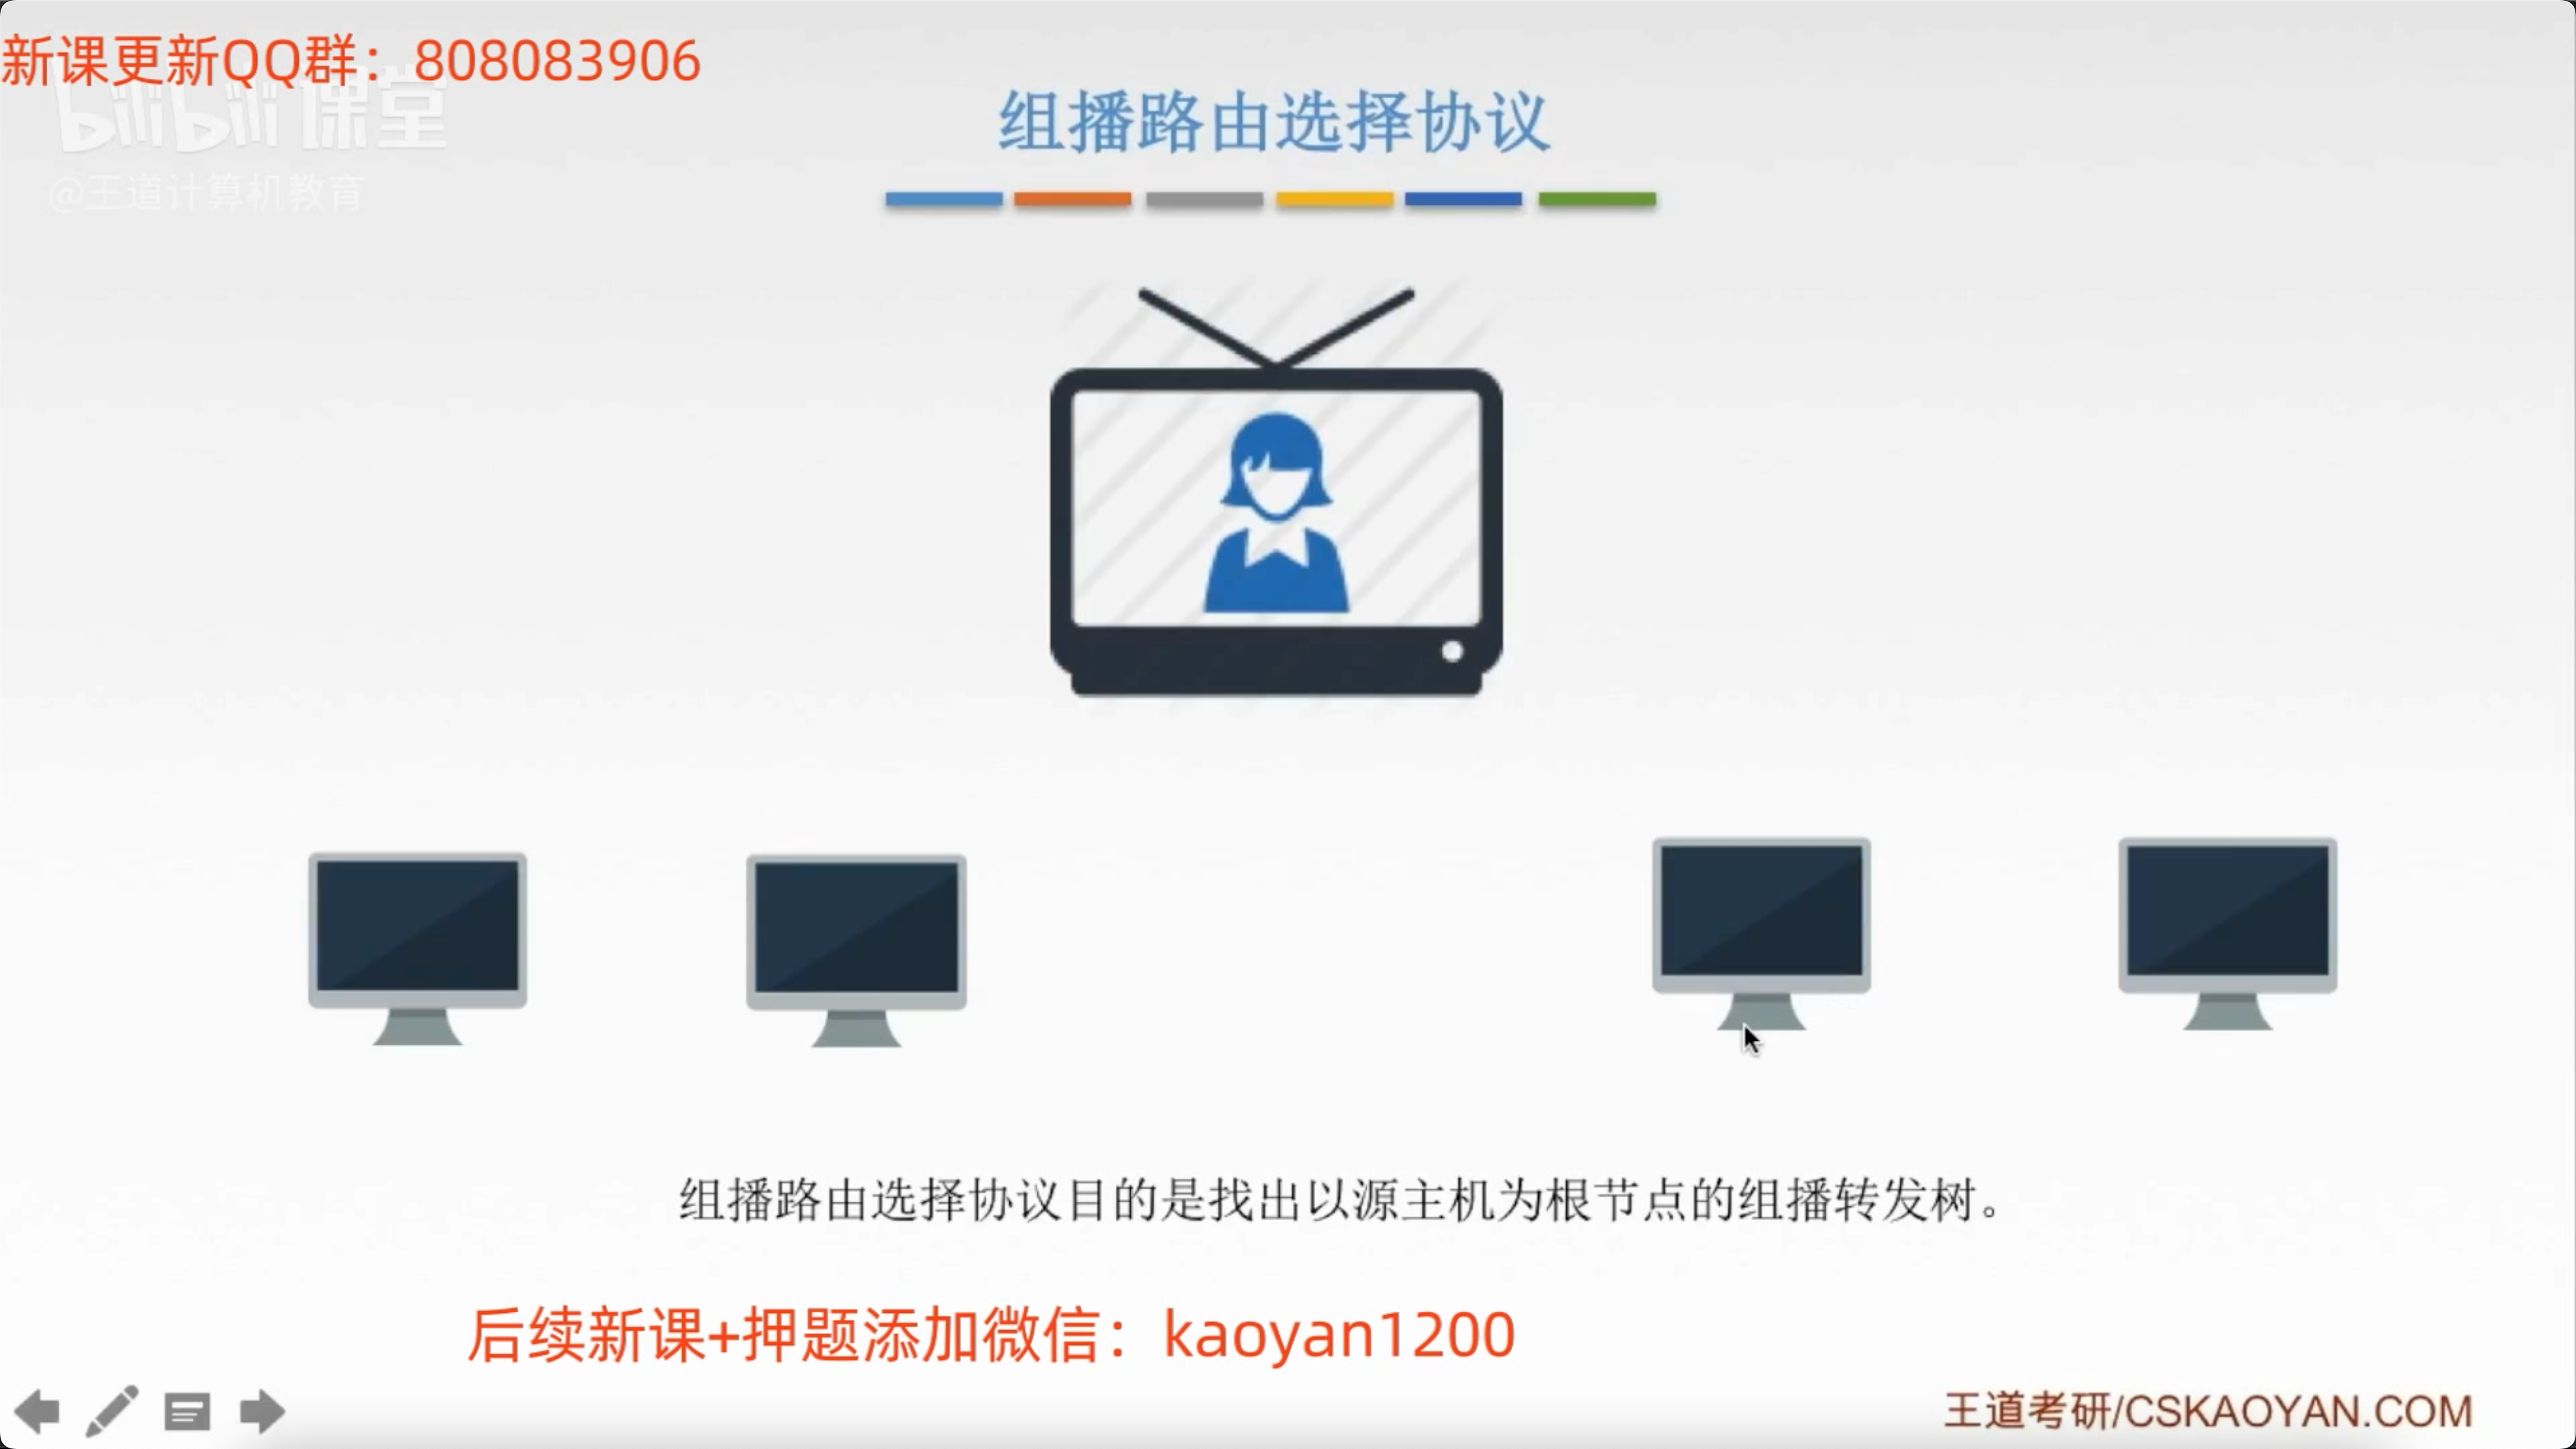 新课更新QQ群：808083906
bilibili课堂
@王道计算机教育
组播路由选择协议
组播路由选择协议目的是找出以源主机为根节点的组播转发树。
后续新课+押题添加微信：kaoyan1200
王道考研/CSKAOYAN.COM